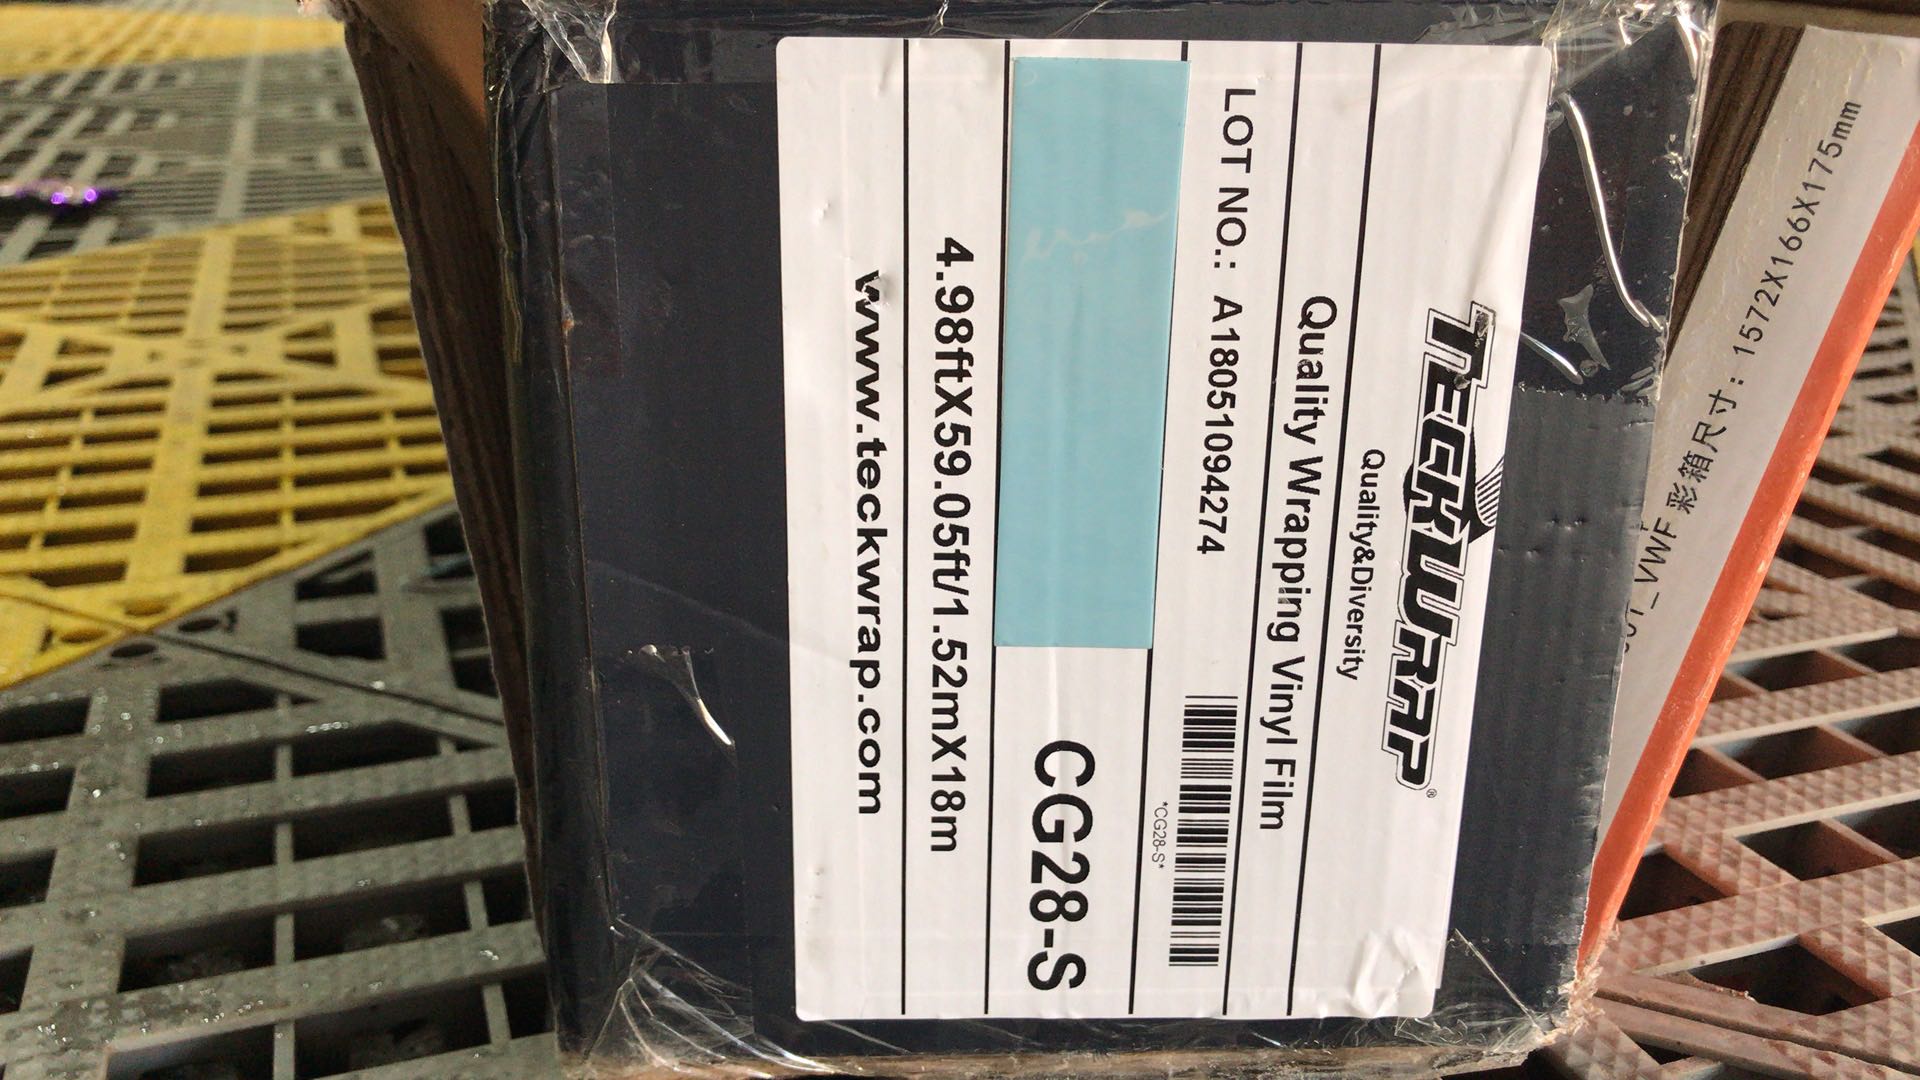 TECKWRAP®
Quality&Diversity
Quality Wrapping Vinyl Film
LOT NO.: A18051094274
*CG28-S*
CG28-S
4.98ftX59.05ft/1.52mX18m
www.teckwrap.com
VWF 彩箱尺寸：1572X166X175mm